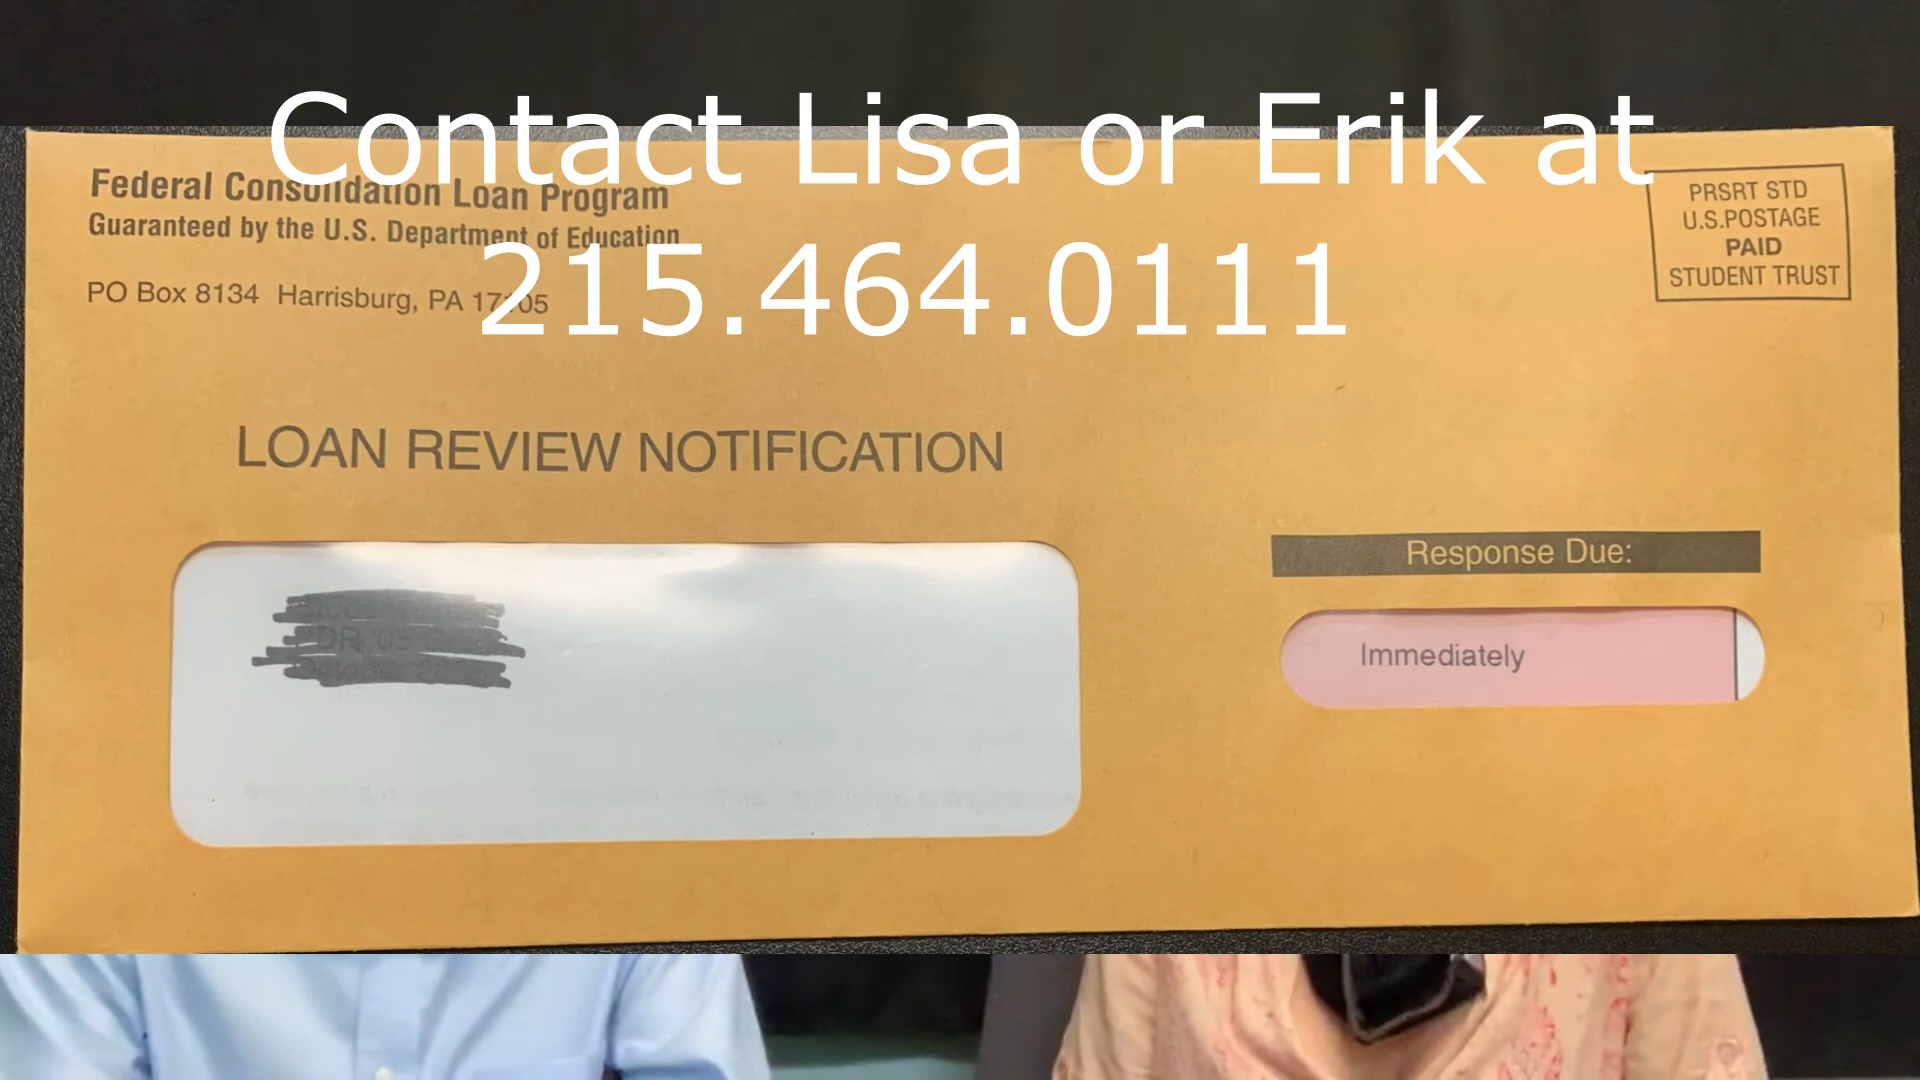 Contact Lisa or Erik at
215.464.0111
Federal Consolidation Loan Program
Guaranteed by the U.S. Department of Education
PO Box 8134 Harrisburg, PA 17105
PRSRT STD
U.S.POSTAGE
PAID
STUDENT TRUST
LOAN REVIEW NOTIFICATION
Response Due:
Immediately